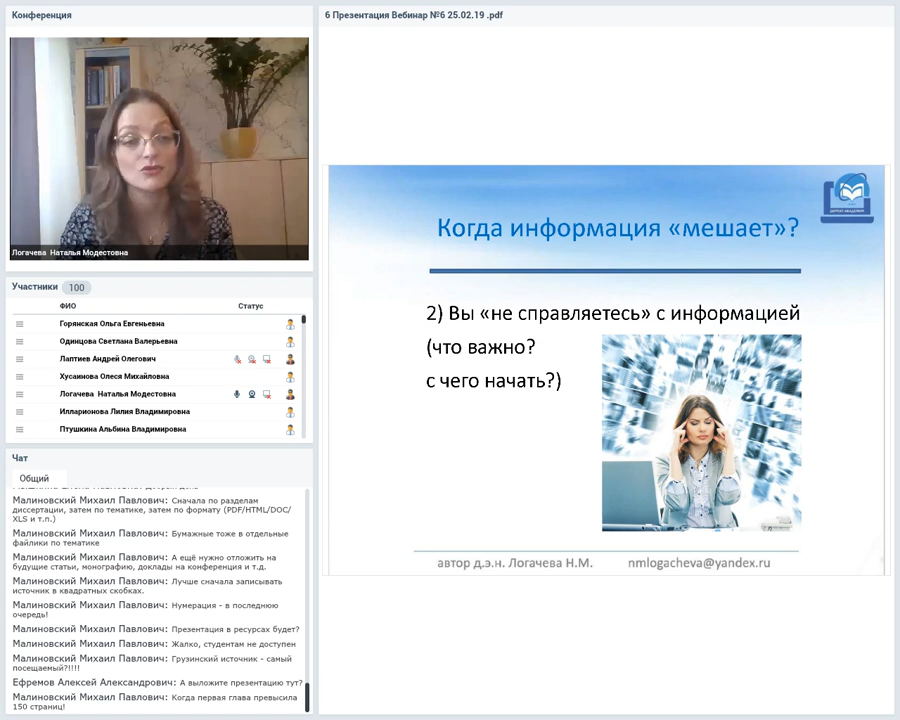 Конференция
Логачева Наталья Модестовна
Участники 100
ФИО Статус
Горянская Ольга Евгеньевна
Одинцова Светлана Валерьевна
Лаптиев Андрей Олегович
Хусаинова Олеся Михайловна
Логачева Наталья Модестовна
Илларионова Лилия Владимировна
Птушкина Альбина Владимировна
Чат
Общий
Малиновский Михаил Павлович: Сначала по разделам
диссертации, затем по тематике, затем по формату (PDF/HTML/DOC/
XLS и т.п.)
Малиновский Михаил Павлович: Бумажные тоже в отдельные
файлики по тематике
Малиновский Михаил Павлович: А ещё нужно отложить на
будущие статьи, монографию, доклады на конференция и т.д.
Малиновский Михаил Павлович: Лучше сначала записывать
источник в квадратных скобках.
Малиновский Михаил Павлович: Нумерация - в последнюю
очередь!
Малиновский Михаил Павлович: Презентация в ресурсах будет?
Малиновский Михаил Павлович: Жалко, студентам не доступен
Малиновский Михаил Павлович: Грузинский источник - самый
посещаемый?!!!!
Ефремов Алексей Александрович: А выложите презентацию тут?
Малиновский Михаил Павлович: Когда первая глава превысила
150 страниц!
6 Презентация Вебинар №6 25.02.19 .pdf
Когда информация «мешает»?
2) Вы «не справляетесь» с информацией
(что важно?
с чего начать?)
автор д.э.н. Логачева Н.М. nmlogacheva@yandex.ru